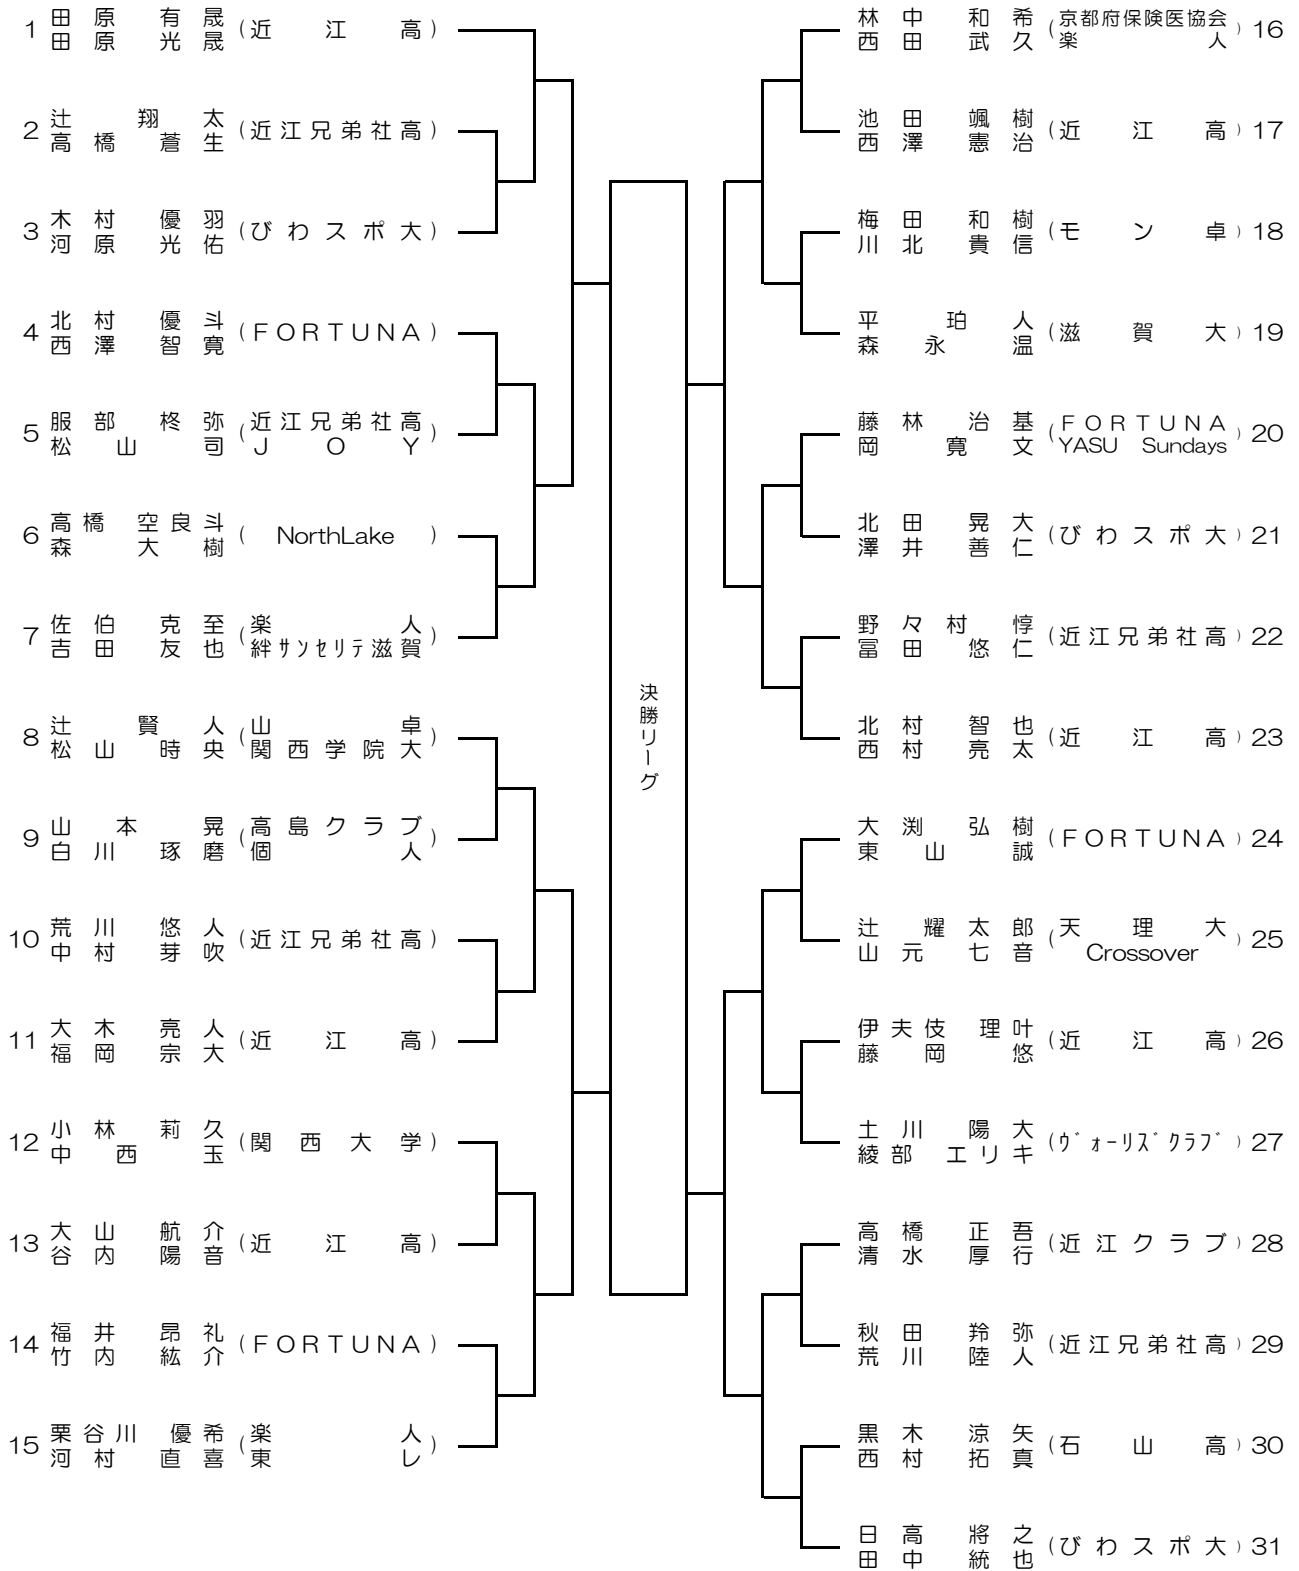 1 田原 有晟 (近江高)
田原 光晟
2 辻 翔太 (近江兄弟社高)
高橋 蒼生
3 木村 優羽 (びわスポ大)
河原 光佑
4 北村 優斗 (FORTUNA)
西澤 智寛
5 服部 柊弥 (近江兄弟社高
松山 司 JOY)
6 高橋 空良斗 (NorthLake)
森 大樹
7 佐伯 克至 (楽人
吉田 友也 絆サンセリテ滋賀)
8 辻 賢人 (山卓
松山 時央 関西学院大)
9 山本 晃 (高島クラブ
白川 琢磨 個人)
10 荒川 悠人 (近江兄弟社高)
中村 芽吹
11 大木 亮人 (近江高)
福岡 宗大
12 小林 莉久 (関西大学)
中西 玉
13 大山 航介 (近江高)
谷内 陽音
14 福井 昂礼 (FORTUNA)
竹内 紘介
15 栗谷川 優希 (楽人
河村 直喜 東レ)
決勝リーグ
林中 和希 (京都府保険医協会
西田 武久 楽人) 16
池田 颯樹 (近江高) 17
西澤 憲治
梅田 和樹 (モン卓) 18
川北 貴信
平 珀人 (滋賀大) 19
森永 温
藤林 治基 (FORTUNA
岡 寛文 YASU Sundays) 20
北田 晃大 (びわスポ大) 21
澤井 善仁
野々村 惇 (近江兄弟社高) 22
冨田 悠仁
北村 智也 (近江高) 23
西村 亮太
大渕 弘樹 (FORTUNA) 24
東山 誠
辻 耀太郎 (天理大
山元 七音 Crossover) 25
伊夫伎 理叶 (近江高) 26
藤岡 悠
土川 陽大 (ヴォーリズクラブ) 27
綾部 エリキ
高橋 正吾 (近江クラブ) 28
清水 厚行
秋田 羚弥 (近江兄弟社高) 29
荒川 陸人
黒木 涼矢 (石山高) 30
西村 拓真
日高 將之 (びわスポ大) 31
田中 統也